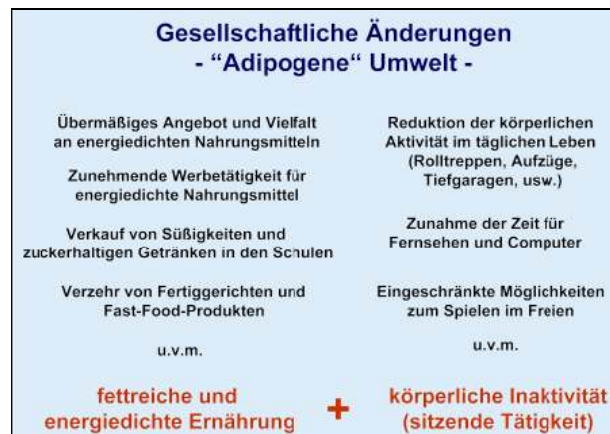 Gesellschaftliche Änderungen
- “Adipogene“ Umwelt -
Übermäßiges Angebot und Vielfalt
an energiedichten Nahrungsmitteln
Zunehmende Werbetätigkeit für
energiedichte Nahrungsmittel
Verkauf von Süßigkeiten und
zuckerhaltigen Getränken in den Schulen
Verzehr von Fertiggerichten und
Fast-Food-Produkten
u.v.m.
fettreiche und
energiedichte Ernährung
+
Reduktion der körperlichen
Aktivität im täglichen Leben
(Rolltreppen, Aufzüge,
Tiefgaragen, usw.)
Zunahme der Zeit für
Fernsehen und Computer
Eingeschränkte Möglichkeiten
zum Spielen im Freien
u.v.m.
körperliche Inaktivität
(sitzende Tätigkeit)